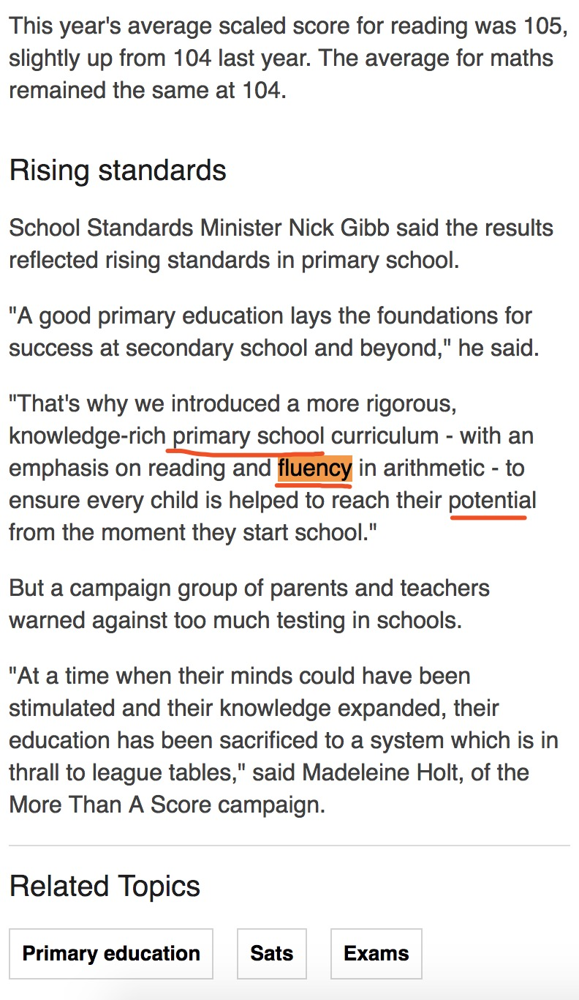 This year's average scaled score for reading was 105,
slightly up from 104 last year. The average for maths
remained the same at 104.
Rising standards
School Standards Minister Nick Gibb said the results
reflected rising standards in primary school.
"A good primary education lays the foundations for
success at secondary school and beyond," he said.
"That's why we introduced a more rigorous,
knowledge-rich primary school curriculum - with an
emphasis on reading and fluency in arithmetic - to
ensure every child is helped to reach their potential
from the moment they start school."
But a campaign group of parents and teachers
warned against too much testing in schools.
"At a time when their minds could have been
stimulated and their knowledge expanded, their
education has been sacrificed to a system which is in
thrall to league tables," said Madeleine Holt, of the
More Than A Score campaign.
Related Topics
Primary education Sats Exams